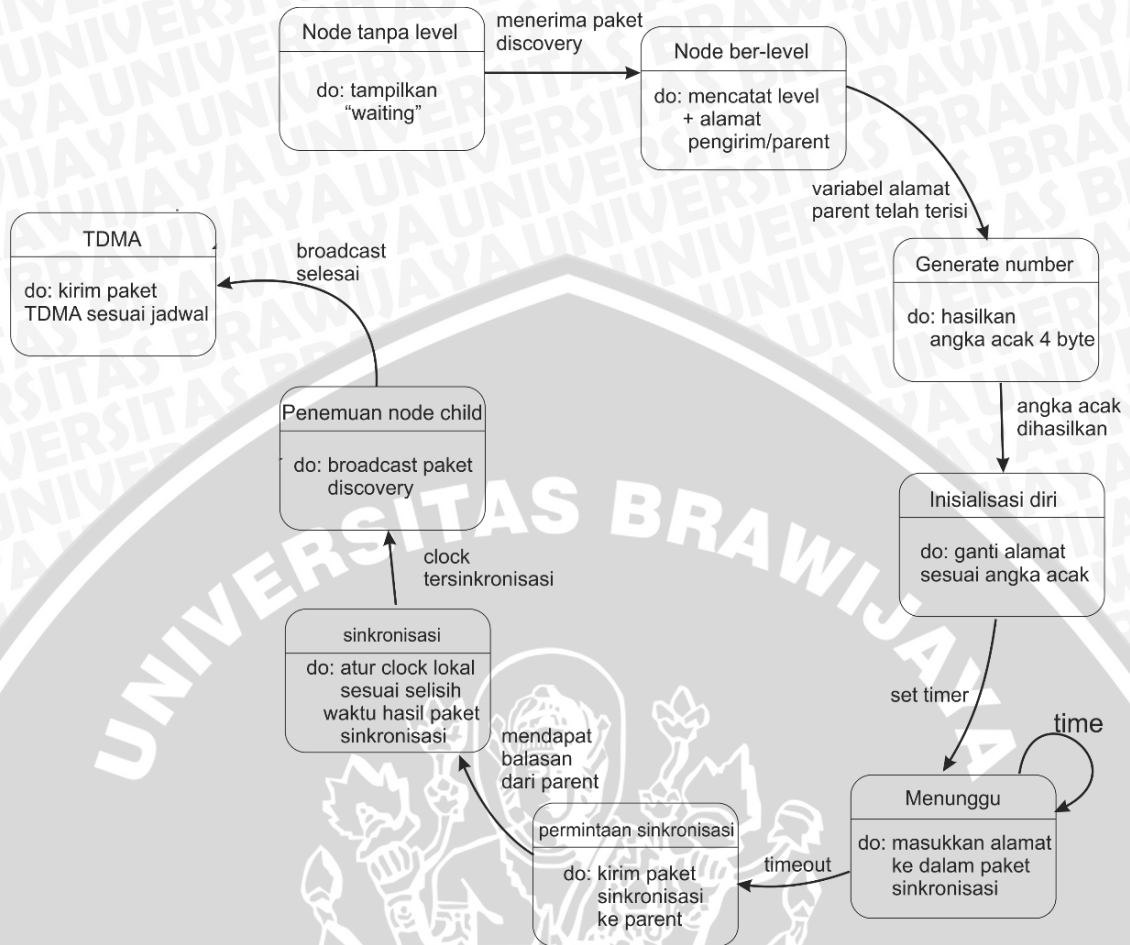 Node tanpa level
do: tampilkan
“waiting”
menerima paket
discovery
Node ber-level
do: mencatat level
+ alamat
pengirim/parent
variabel alamat
parent telah terisi
Generate number
do: hasilkan
angka acak 4 byte
angka acak
dihasilkan
Inisialisasi diri
do: ganti alamat
sesuai angka acak
set timer
time
Menunggu
do: masukkan alamat
ke dalam paket
sinkronisasi
timeout
permintaan sinkronisasi
do: kirim paket
sinkronisasi
ke parent
mendapat
balasan
dari parent
sinkronisasi
do: atur clock lokal
sesuai selisih
waktu hasil paket
sinkronisasi
clock
tersinkronisasi
Penemuan node child
do: broadcast paket
discovery
broadcast
selesai
TDMA
do: kirim paket
TDMA sesuai jadwal
UNIVERSITAS BRAWIJAYA